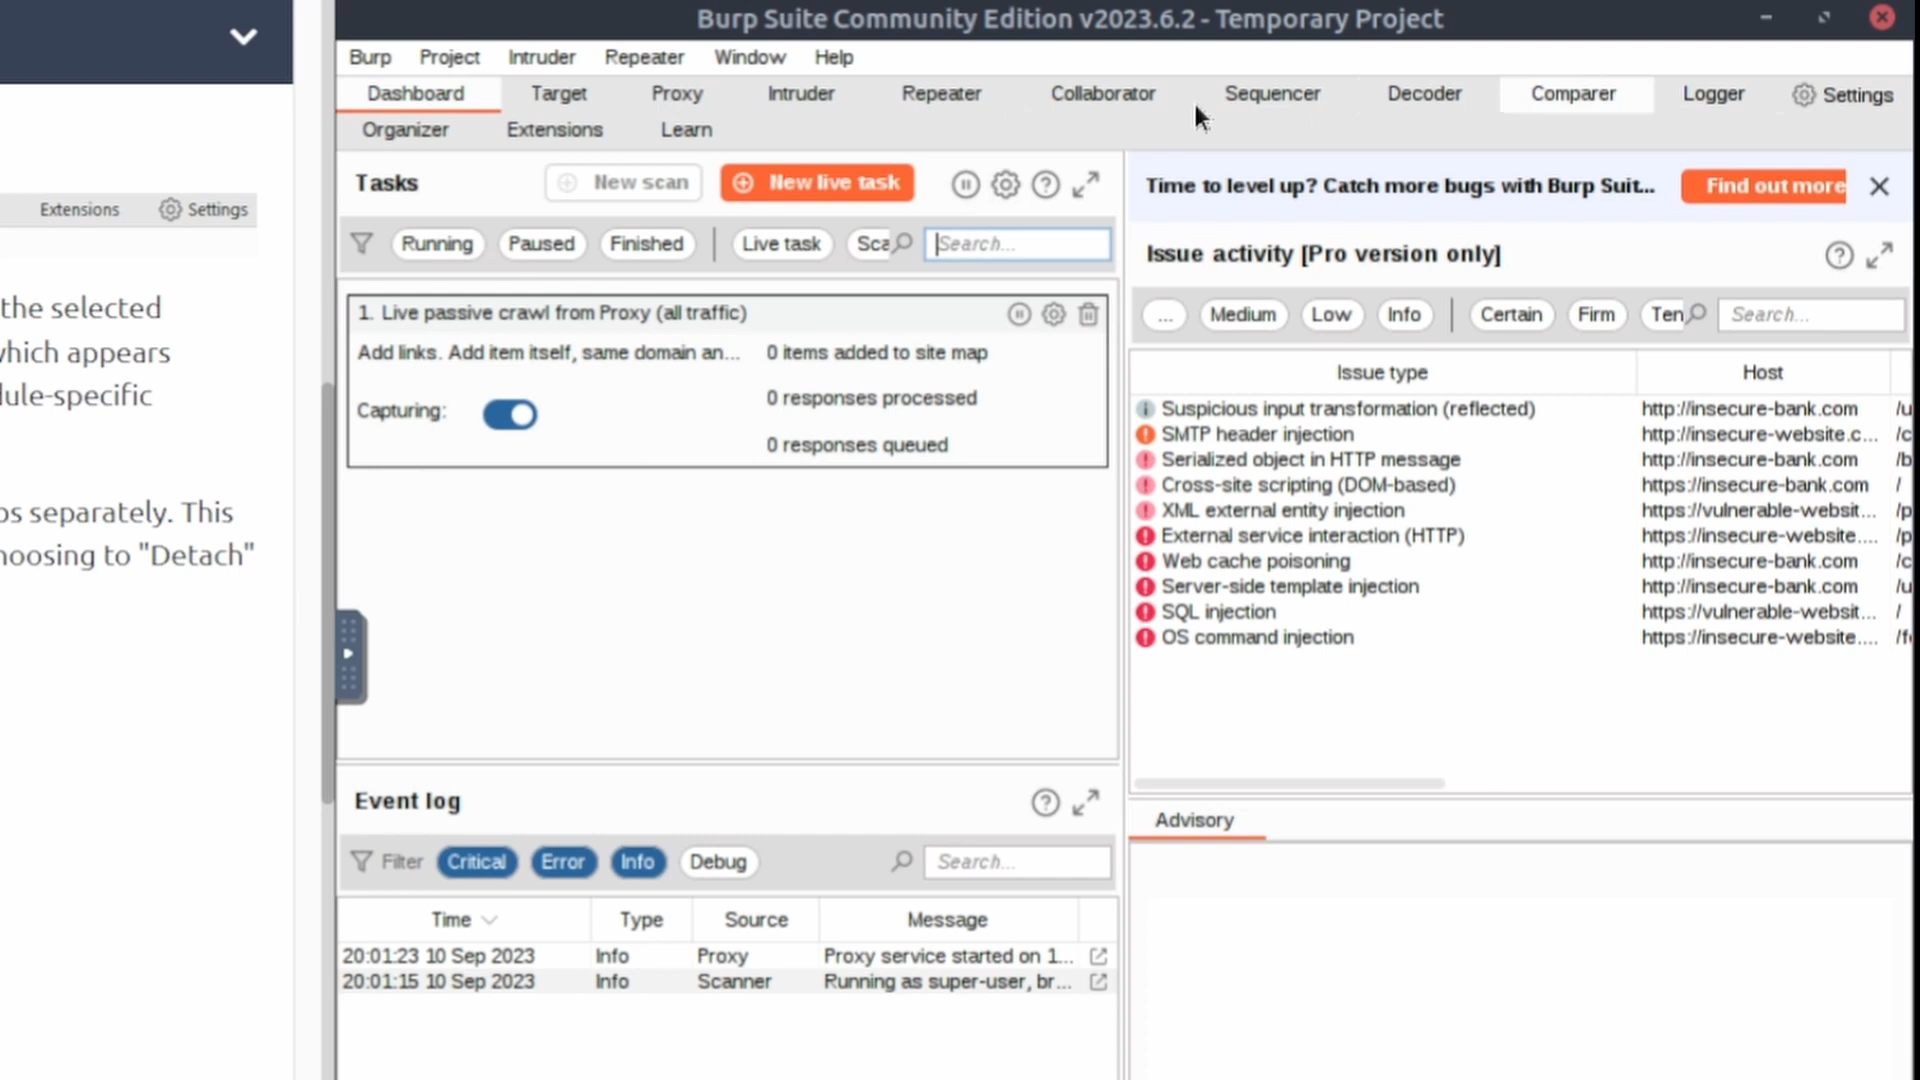 Extensions Settings
the selected
which appears
dule-specific
os separately. This
hoosing to "Detach"
Burp Suite Community Edition v2023.6.2 - Temporary Project
Burp Project Intruder Repeater Window Help
Dashboard Target Proxy Intruder Repeater Collaborator Sequencer Decoder Comparer Logger Settings
Organizer Extensions Learn
Tasks New scan New live task
Running Paused Finished Live task Sca Search...
1. Live passive crawl from Proxy (all traffic)
Add links. Add item itself, same domain an... 0 items added to site map
0 responses processed
Capturing:
0 responses queued
Event log
Filter Critical Error Info Debug Search...
Time Type Source Message
20:01:23 10 Sep 2023 Info Proxy Proxy service started on 1...
20:01:15 10 Sep 2023 Info Scanner Running as super-user, br...
Time to level up? Catch more bugs with Burp Suit... Find out more
Issue activity [Pro version only]
... Medium Low Info Certain Firm Ten Search...
Issue type Host
Suspicious input transformation (reflected) http://insecure-bank.com /u
SMTP header injection http://insecure-website.c... /c
Serialized object in HTTP message http://insecure-bank.com /b
Cross-site scripting (DOM-based) https://insecure-bank.com /
XML external entity injection https://vulnerable-websit... /p
External service interaction (HTTP) https://insecure-website.... /p
Web cache poisoning http://insecure-bank.com /c
Server-side template injection http://insecure-bank.com /u
SQL injection https://vulnerable-websit... /
OS command injection https://insecure-website.... /f
Advisory